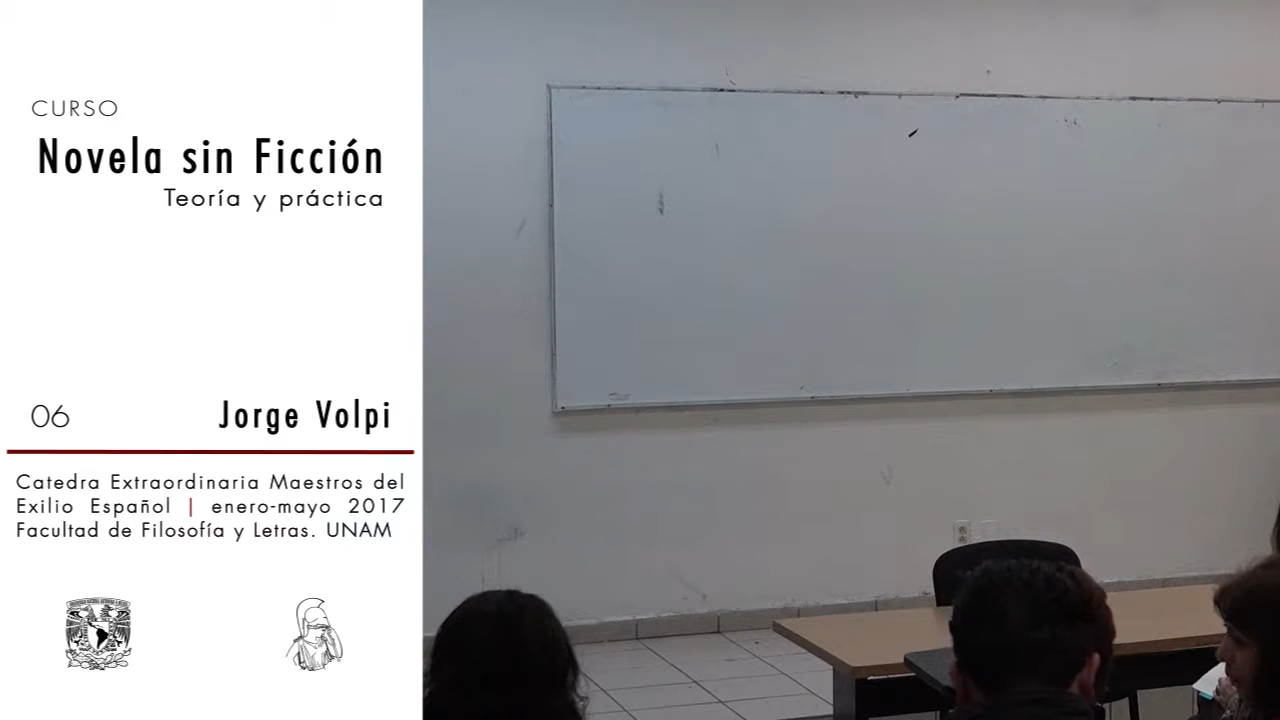 CURSO
Novela sin Ficción
Teoría y práctica
06 Jorge Volpi
Catedra Extraordinaria Maestros del
Exilio Español | enero-mayo 2017
Facultad de Filosofía y Letras. UNAM